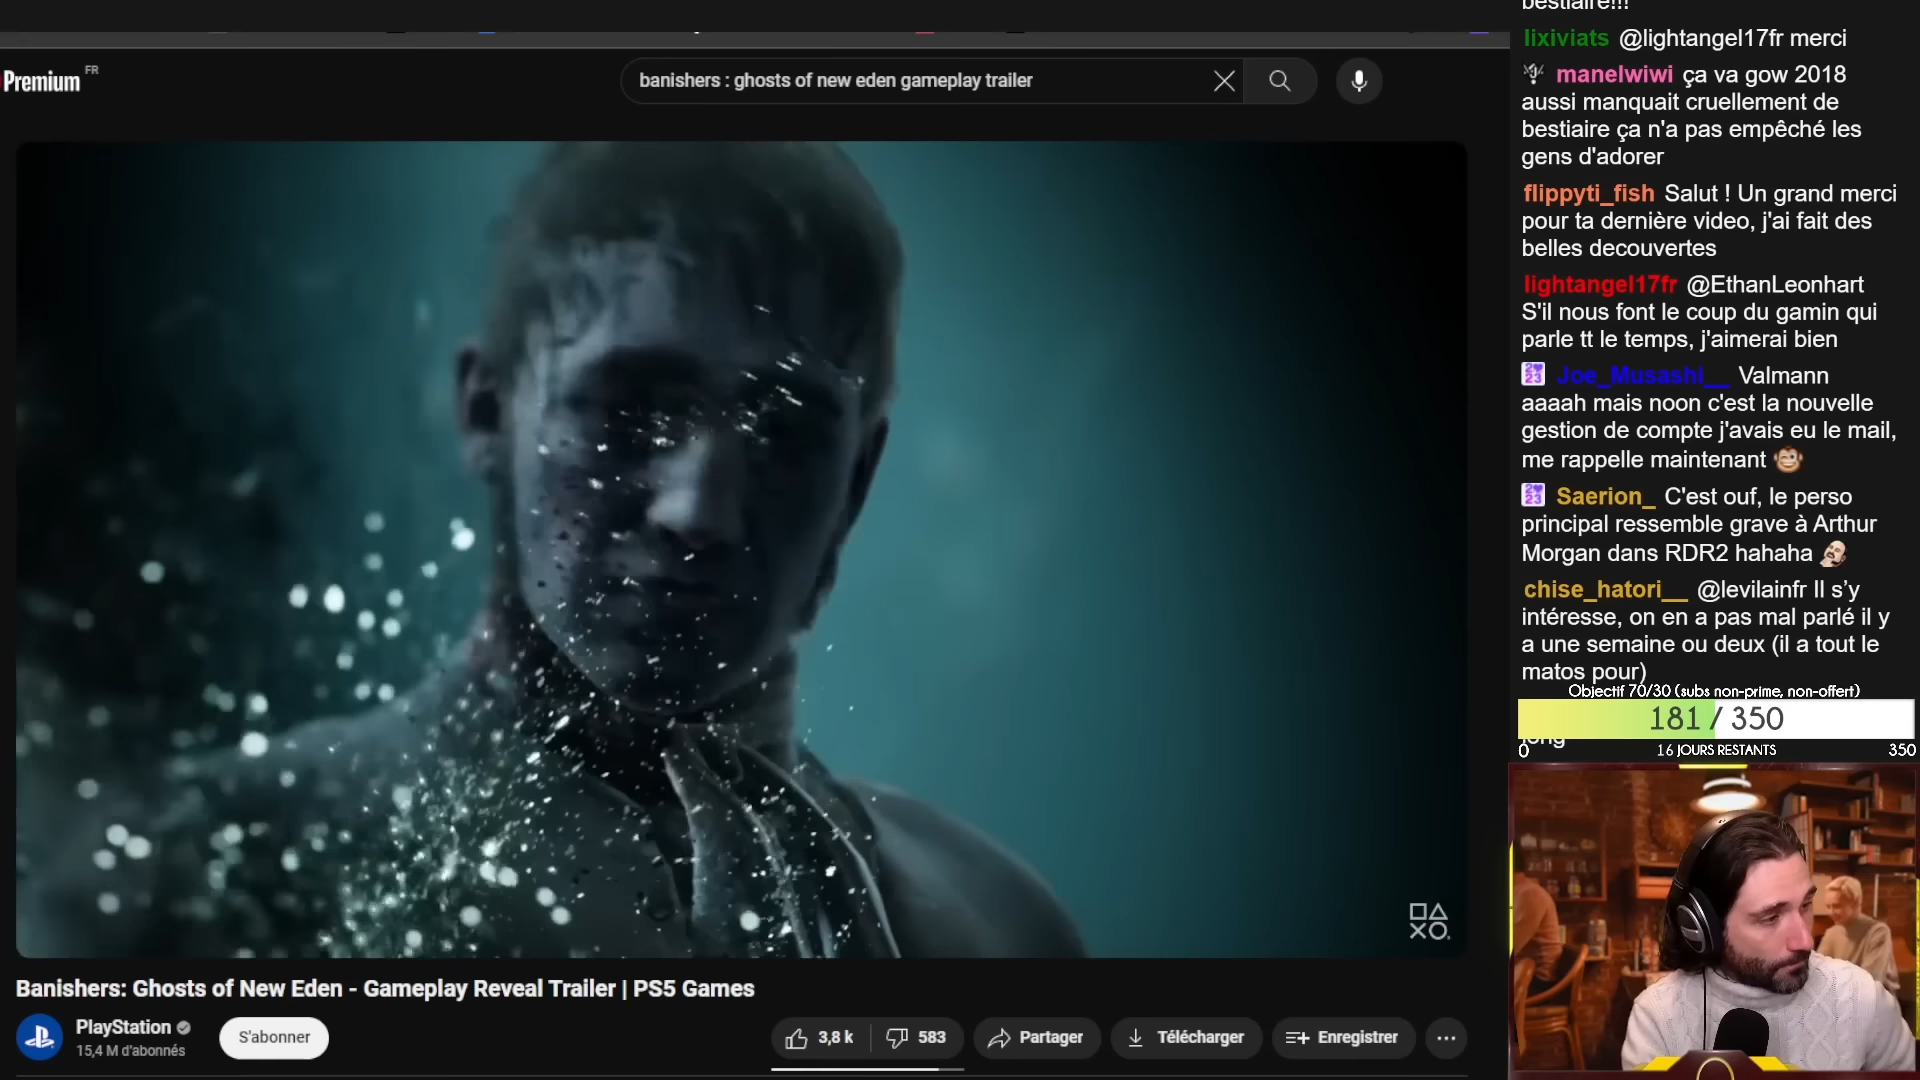 Premium FR
banishers : ghosts of new eden gameplay trailer
Banishers: Ghosts of New Eden - Gameplay Reveal Trailer | PS5 Games
PlayStation
15,4 M d'abonnés
S'abonner
3,8 k
583
Partager
Télécharger
Enregistrer
bestiaire!!!
lixiviats @lightangel17fr merci
manelwiwi ça va gow 2018
aussi manquait cruellement de
bestiaire ça n'a pas empêché les
gens d'adorer
flippyti_fish Salut ! Un grand merci
pour ta dernière video, j'ai fait des
belles decouvertes
lightangel17fr @EthanLeonhart
S'il nous font le coup du gamin qui
parle tt le temps, j'aimerai bien
Joe_Musashi__ Valmann
aaaah mais noon c'est la nouvelle
gestion de compte j'avais eu le mail,
me rappelle maintenant
Saerion_ C'est ouf, le perso
principal ressemble grave à Arthur
Morgan dans RDR2 hahaha
chise_hatori__ @levilainfr Il s'y
intéresse, on en a pas mal parlé il y
a une semaine ou deux (il a tout le
matos pour)
Objectif 70/30 (subs non-prime, non-offert)
181 / 350
0 16 JOURS RESTANTS 350